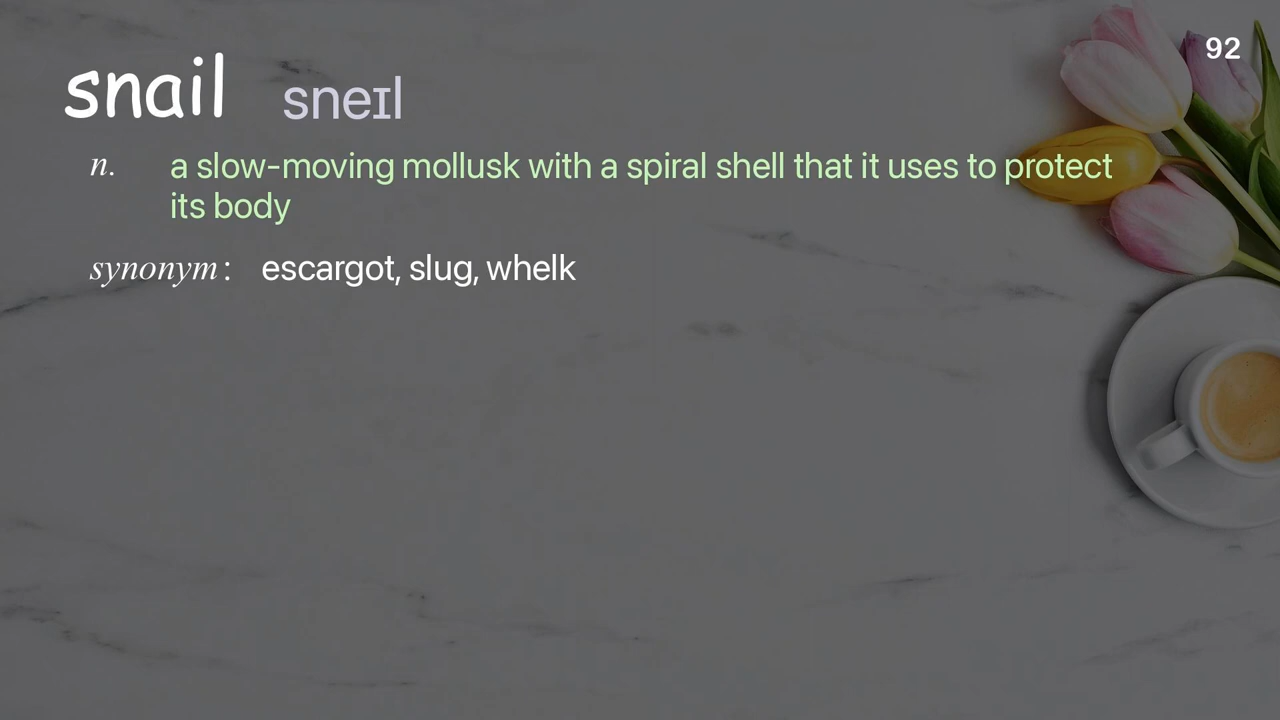 92
snail sneɪl
n. a slow-moving mollusk with a spiral shell that it uses to protect
its body
synonym: escargot, slug, whelk